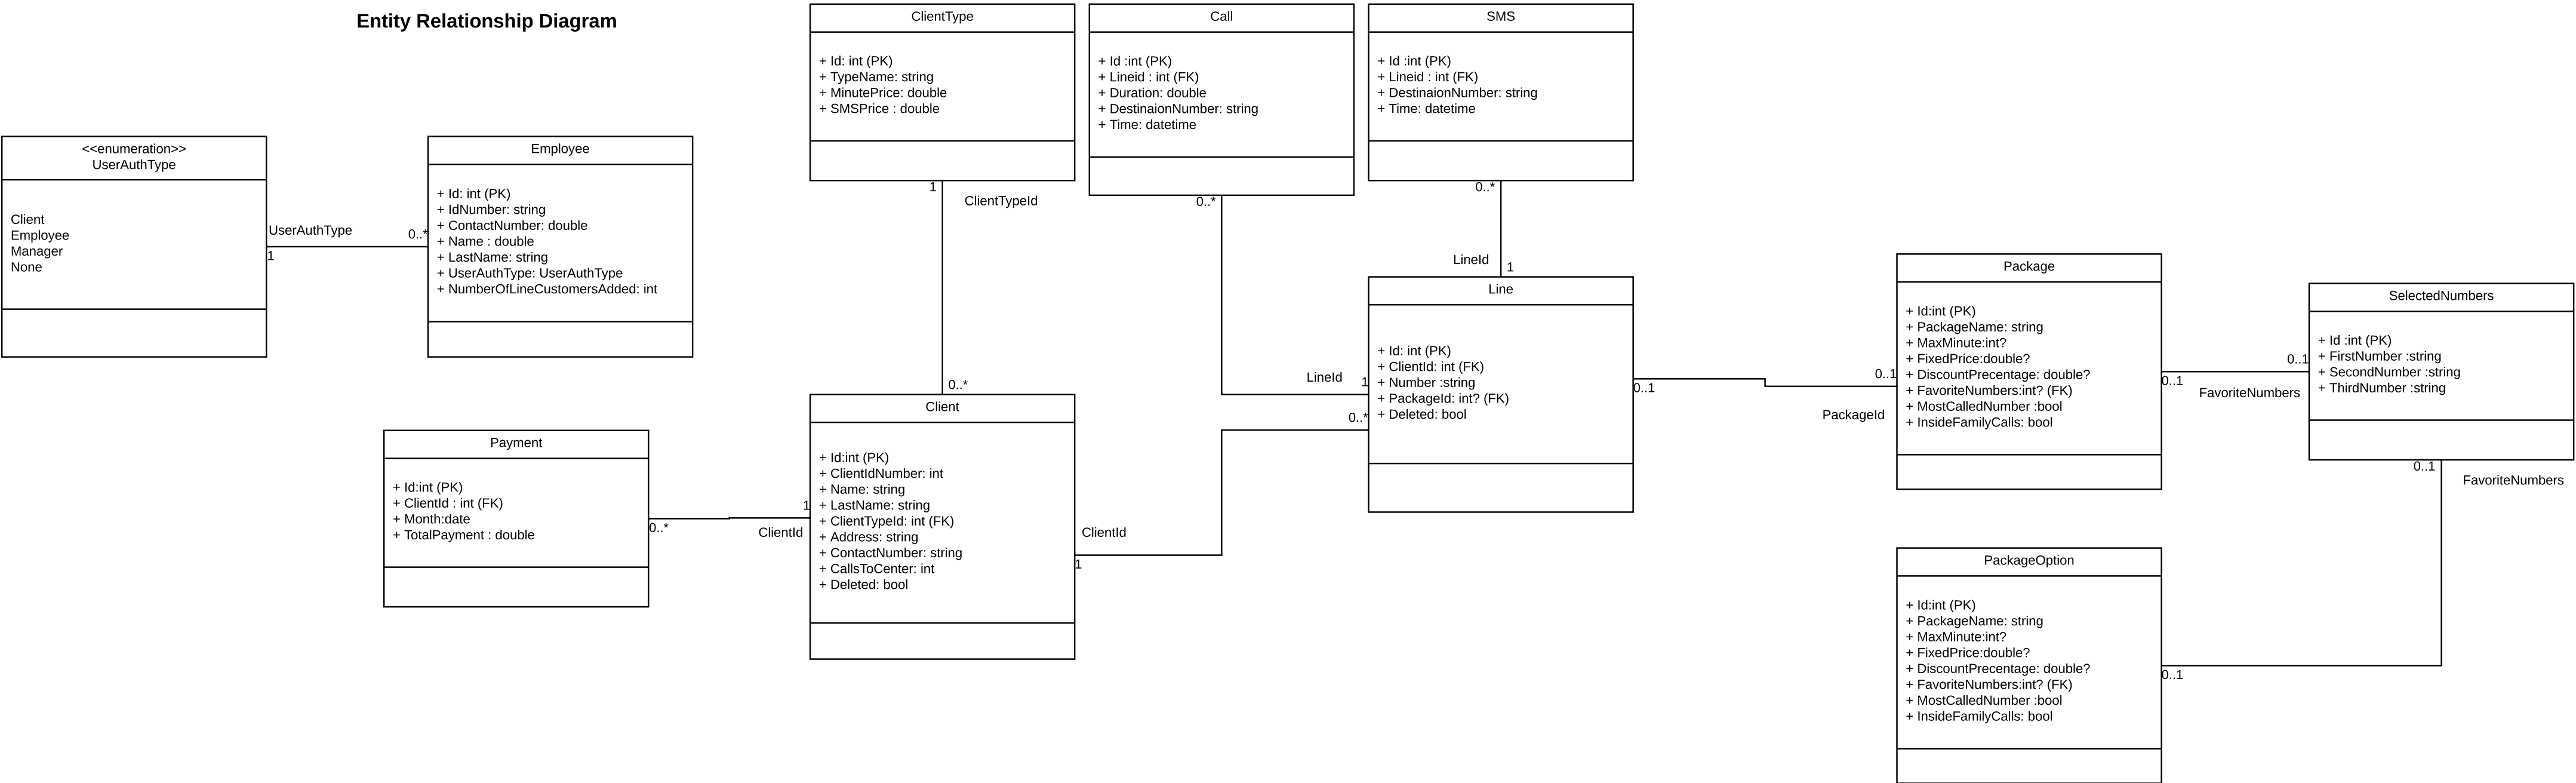 Entity Relationship Diagram
ClientType
+ Id: int (PK)
+ TypeName: string
+ MinutePrice: double
+ SMSPrice : double
Call
+ Id :int (PK)
+ Lineid : int (FK)
+ Duration: double
+ DestinaionNumber: string
+ Time: datetime
SMS
+ Id :int (PK)
+ Lineid : int (FK)
+ DestinaionNumber: string
+ Time: datetime
<<enumeration>>
UserAuthType
Client
Employee
Manager
None
UserAuthType
1
0..*
Employee
+ Id: int (PK)
+ IdNumber: string
+ ContactNumber: double
+ Name : double
+ LastName: string
+ UserAuthType: UserAuthType
+ NumberOfLineCustomersAdded: int
1
ClientTypeId
0..*
0..*
LineId
1
0..*
LineId
1
Line
+ Id: int (PK)
+ ClientId: int (FK)
+ Number :string
+ PackageId: int? (FK)
+ Deleted: bool
0..1
0..1
PackageId
Package
+ Id:int (PK)
+ PackageName: string
+ MaxMinute:int?
+ FixedPrice:double?
+ DiscountPrecentage: double?
+ FavoriteNumbers:int? (FK)
+ MostCalledNumber :bool
+ InsideFamilyCalls: bool
0..1
0..1
FavoriteNumbers
SelectedNumbers
+ Id :int (PK)
+ FirstNumber :string
+ SecondNumber :string
+ ThirdNumber :string
0..1
FavoriteNumbers
Payment
+ Id:int (PK)
+ ClientId : int (FK)
+ Month:date
+ TotalPayment : double
0..*
1
ClientId
Client
+ Id:int (PK)
+ ClientIdNumber: int
+ Name: string
+ LastName: string
+ ClientTypeId: int (FK)
+ Address: string
+ ContactNumber: string
+ CallsToCenter: int
+ Deleted: bool
ClientId
1
0..*
PackageOption
+ Id:int (PK)
+ PackageName: string
+ MaxMinute:int?
+ FixedPrice:double?
+ DiscountPrecentage: double?
+ FavoriteNumbers:int? (FK)
+ MostCalledNumber :bool
+ InsideFamilyCalls: bool
0..1